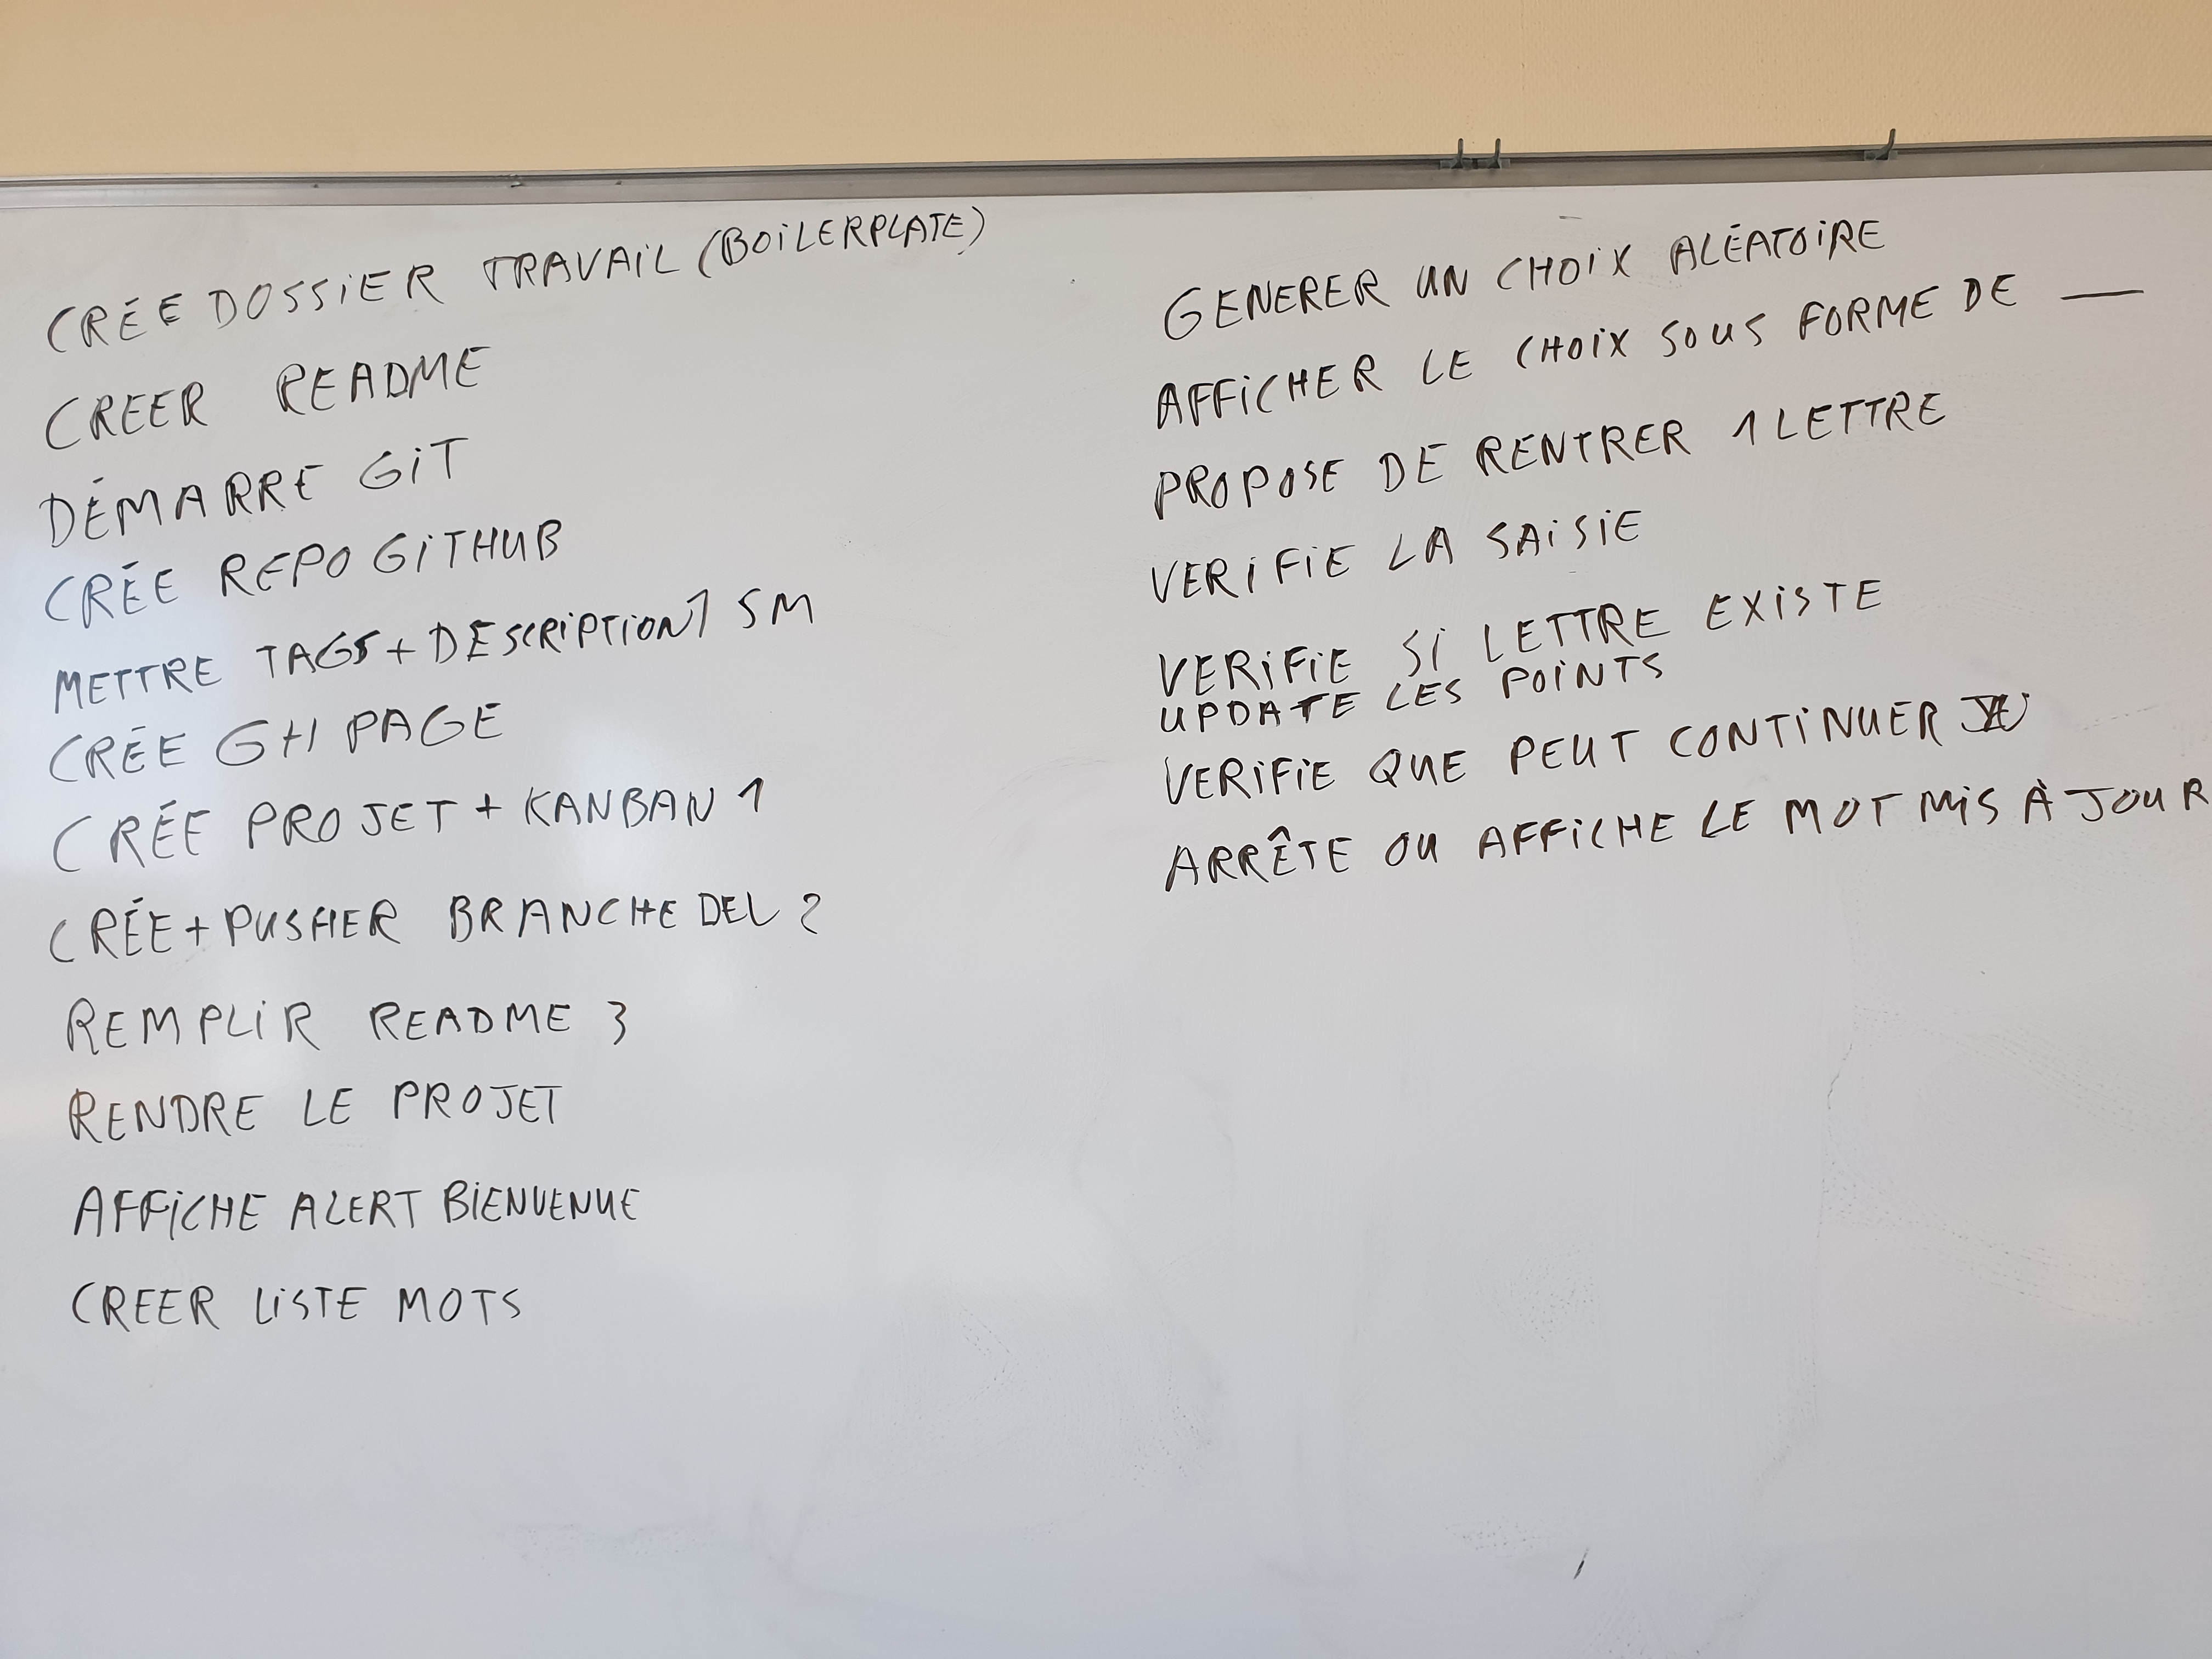 CRÉE DOSSIER TRAVAIL (BOILERPLATE)
CREER README
DÉMARRE GIT
CRÉE REPO GITHUB
METTRE TAGS + DESCRIPTION 1 SM
CRÉE GH PAGE
CRÉE PROJET + KANBAN 1
CRÉE + PUSHER BRANCHE DEL 2
REMPLIR README 3
RENDRE LE PROJET
AFFICHE ALERT BIENVENUE
CREER LISTE MOTS
GENERER UN CHOIX ALÉATOIRE
AFFICHER LE CHOIX SOUS FORME DE __
PROPOSE DE RENTRER 1 LETTRE
VERIFIE LA SAISIE
VERIFIE SI LETTRE EXISTE
UPDATE LES POINTS
VERIFIE QUE PEUT CONTINUER
ARRÊTE OU AFFICHE LE MOT MIS À JOUR